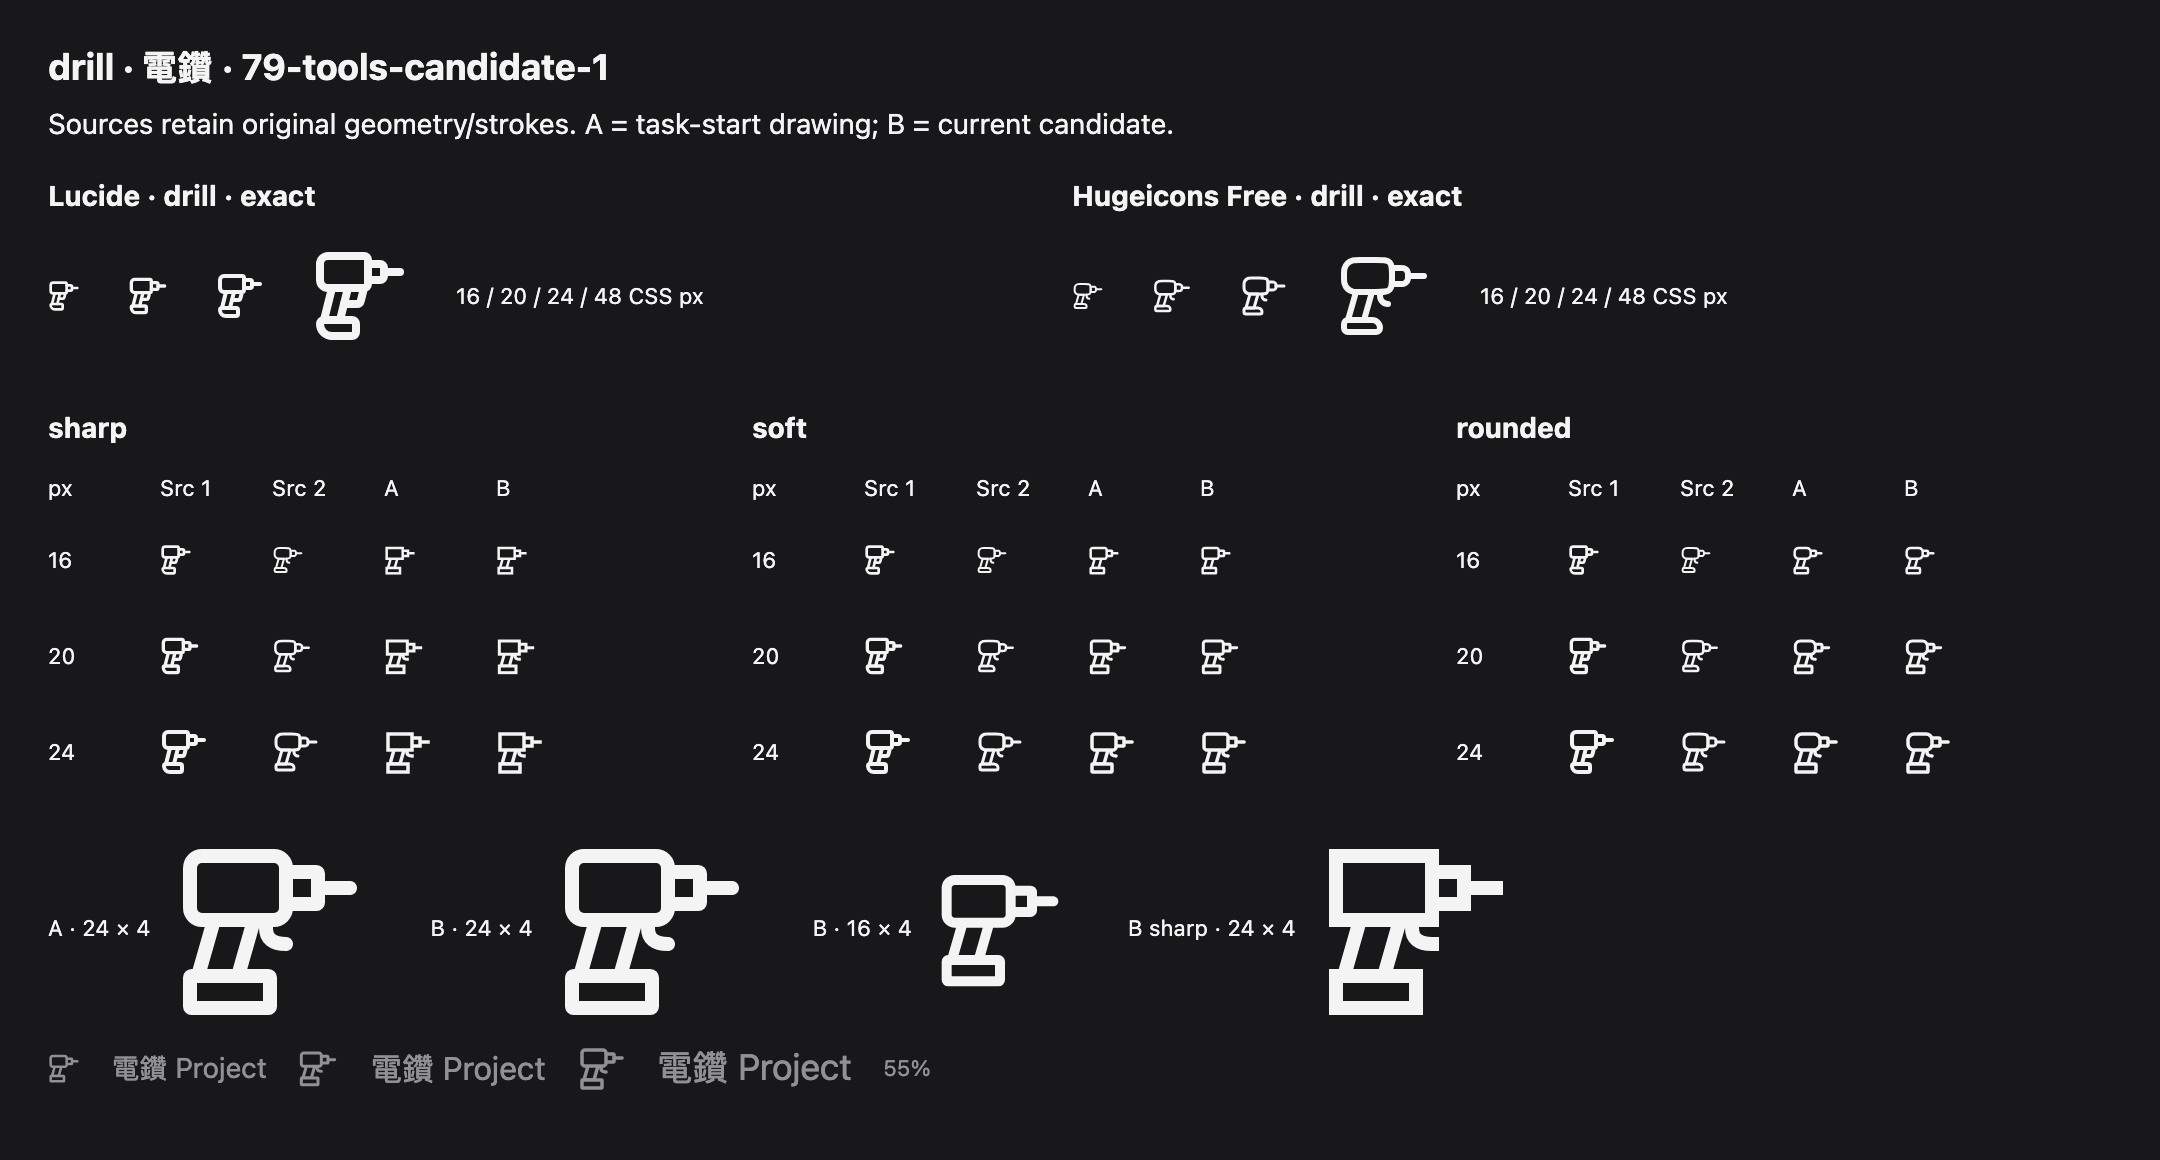 drill · 電鑽 · 79-tools-candidate-1
Sources retain original geometry/strokes. A = task-start drawing; B = current candidate.
Lucide · drill · exact
Hugeicons Free · drill · exact
16 / 20 / 24 / 48 CSS px
16 / 20 / 24 / 48 CSS px
sharp
soft
rounded
px Src 1 Src 2 A B
px Src 1 Src 2 A B
px Src 1 Src 2 A B
16
16
16
20
20
20
24
24
24
A · 24 × 4
B · 24 × 4
B · 16 × 4
B sharp · 24 × 4
電鑽 Project
電鑽 Project
電鑽 Project
55%